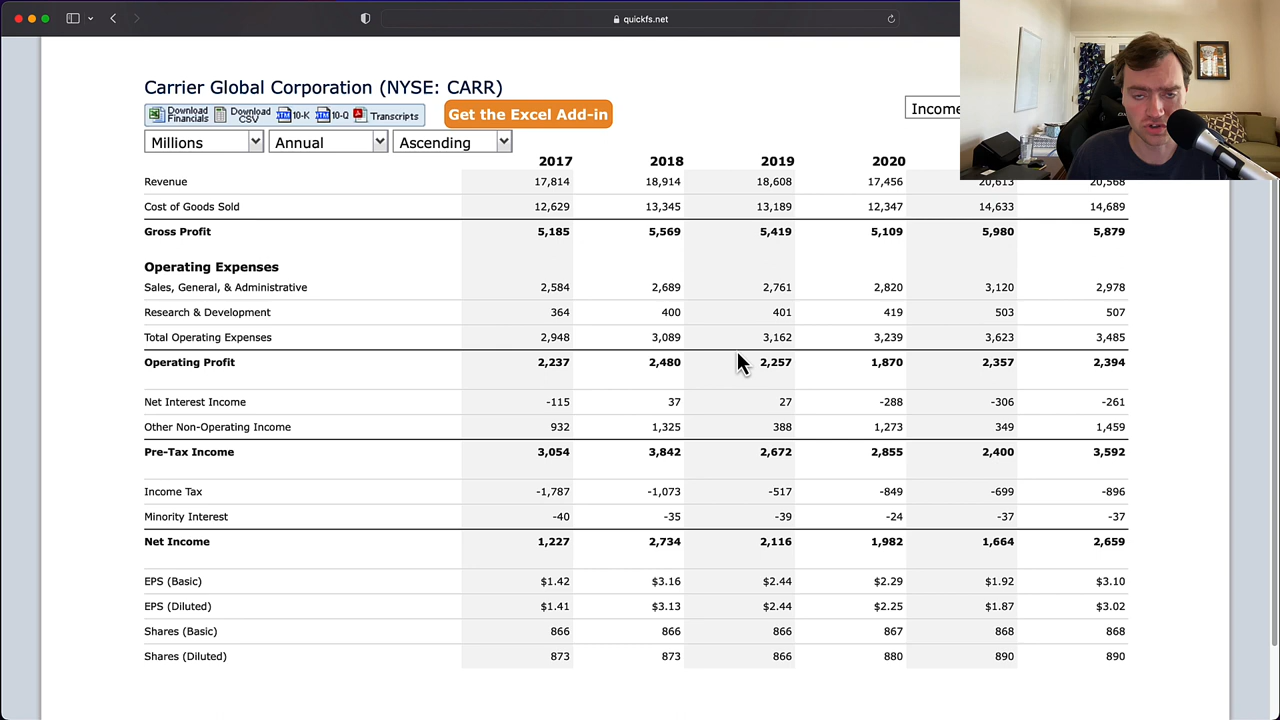 quickfs.net
Carrier Global Corporation (NYSE: CARR)
Download Financials Download CSV 10-K 10-Q Transcripts Get the Excel Add-in Income
Millions Annual Ascending
2017 2018 2019 2020
Revenue 17,814 18,914 18,608 17,456 20,613 20,568
Cost of Goods Sold 12,629 13,345 13,189 12,347 14,633 14,689
Gross Profit 5,185 5,569 5,419 5,109 5,980 5,879
Operating Expenses
Sales, General, & Administrative 2,584 2,689 2,761 2,820 3,120 2,978
Research & Development 364 400 401 419 503 507
Total Operating Expenses 2,948 3,089 3,162 3,239 3,623 3,485
Operating Profit 2,237 2,480 2,257 1,870 2,357 2,394
Net Interest Income -115 37 27 -288 -306 -261
Other Non-Operating Income 932 1,325 388 1,273 349 1,459
Pre-Tax Income 3,054 3,842 2,672 2,855 2,400 3,592
Income Tax -1,787 -1,073 -517 -849 -699 -896
Minority Interest -40 -35 -39 -24 -37 -37
Net Income 1,227 2,734 2,116 1,982 1,664 2,659
EPS (Basic) $1.42 $3.16 $2.44 $2.29 $1.92 $3.10
EPS (Diluted) $1.41 $3.13 $2.44 $2.25 $1.87 $3.02
Shares (Basic) 866 866 866 867 868 868
Shares (Diluted) 873 873 866 880 890 890